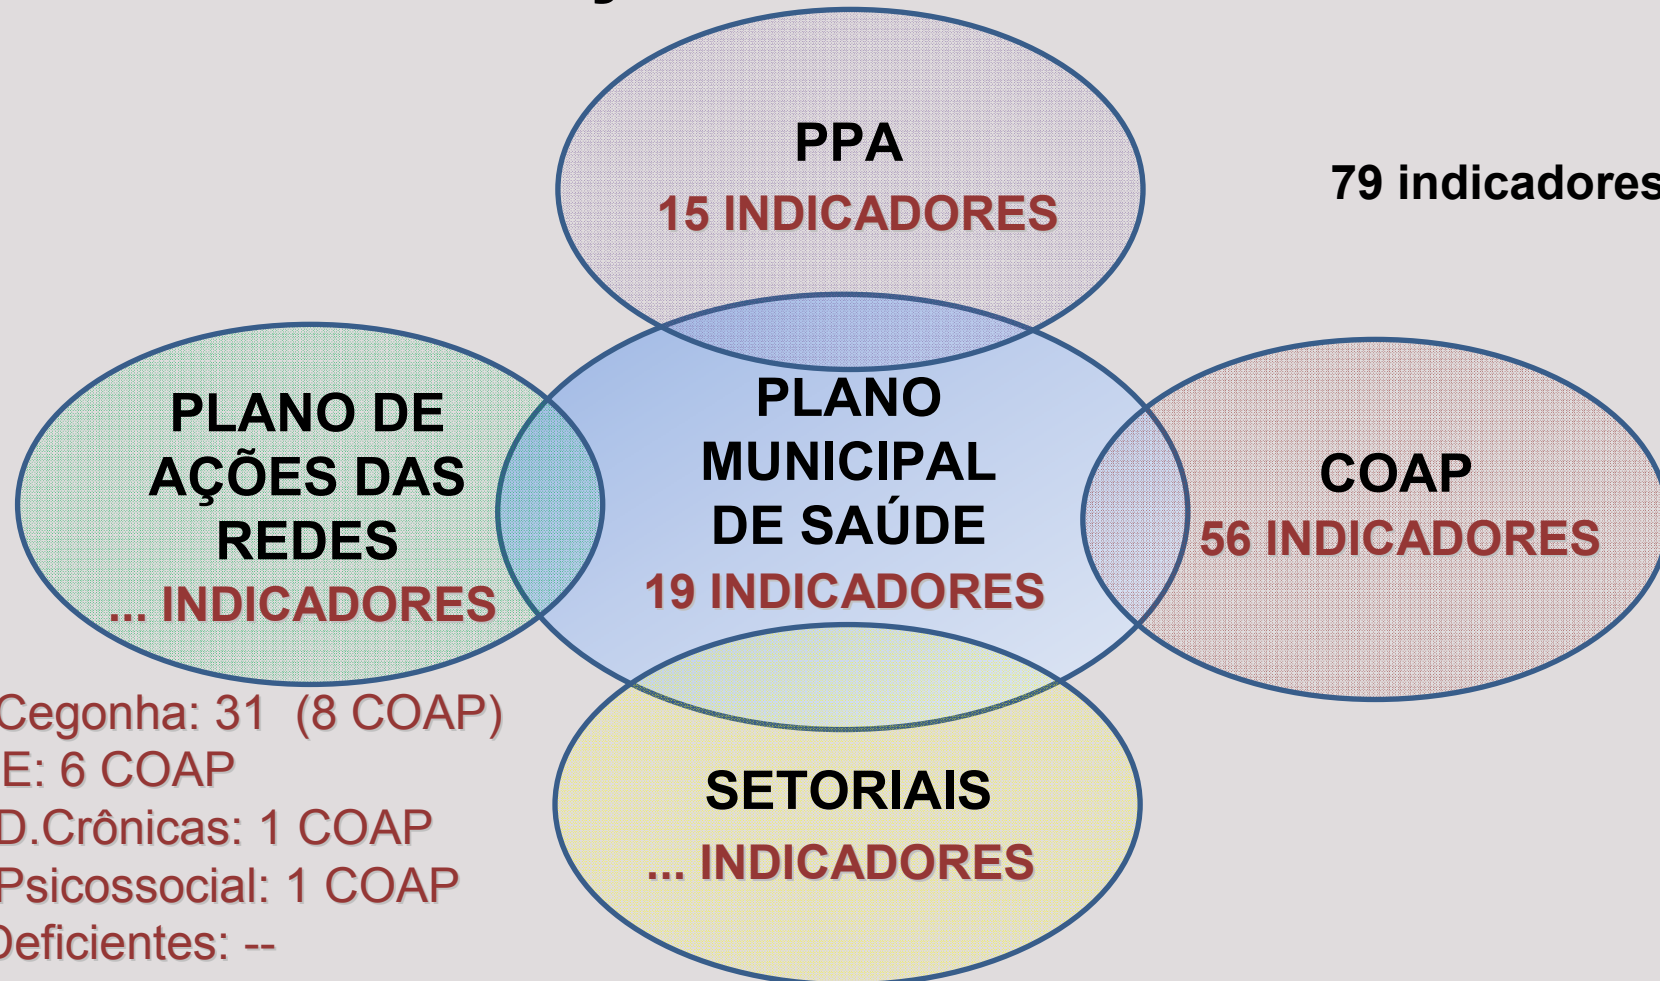 PPA
15 INDICADORES
79 indicadores
PLANO DE
AÇÕES DAS
REDES
... INDICADORES
PLANO
MUNICIPAL
DE SAÚDE
19 INDICADORES
COAP
56 INDICADORES
Cegonha: 31 (8 COAP)
E: 6 COAP
D.Crônicas: 1 COAP
Psicossocial: 1 COAP
Deficientes: --
SETORIAIS
... INDICADORES